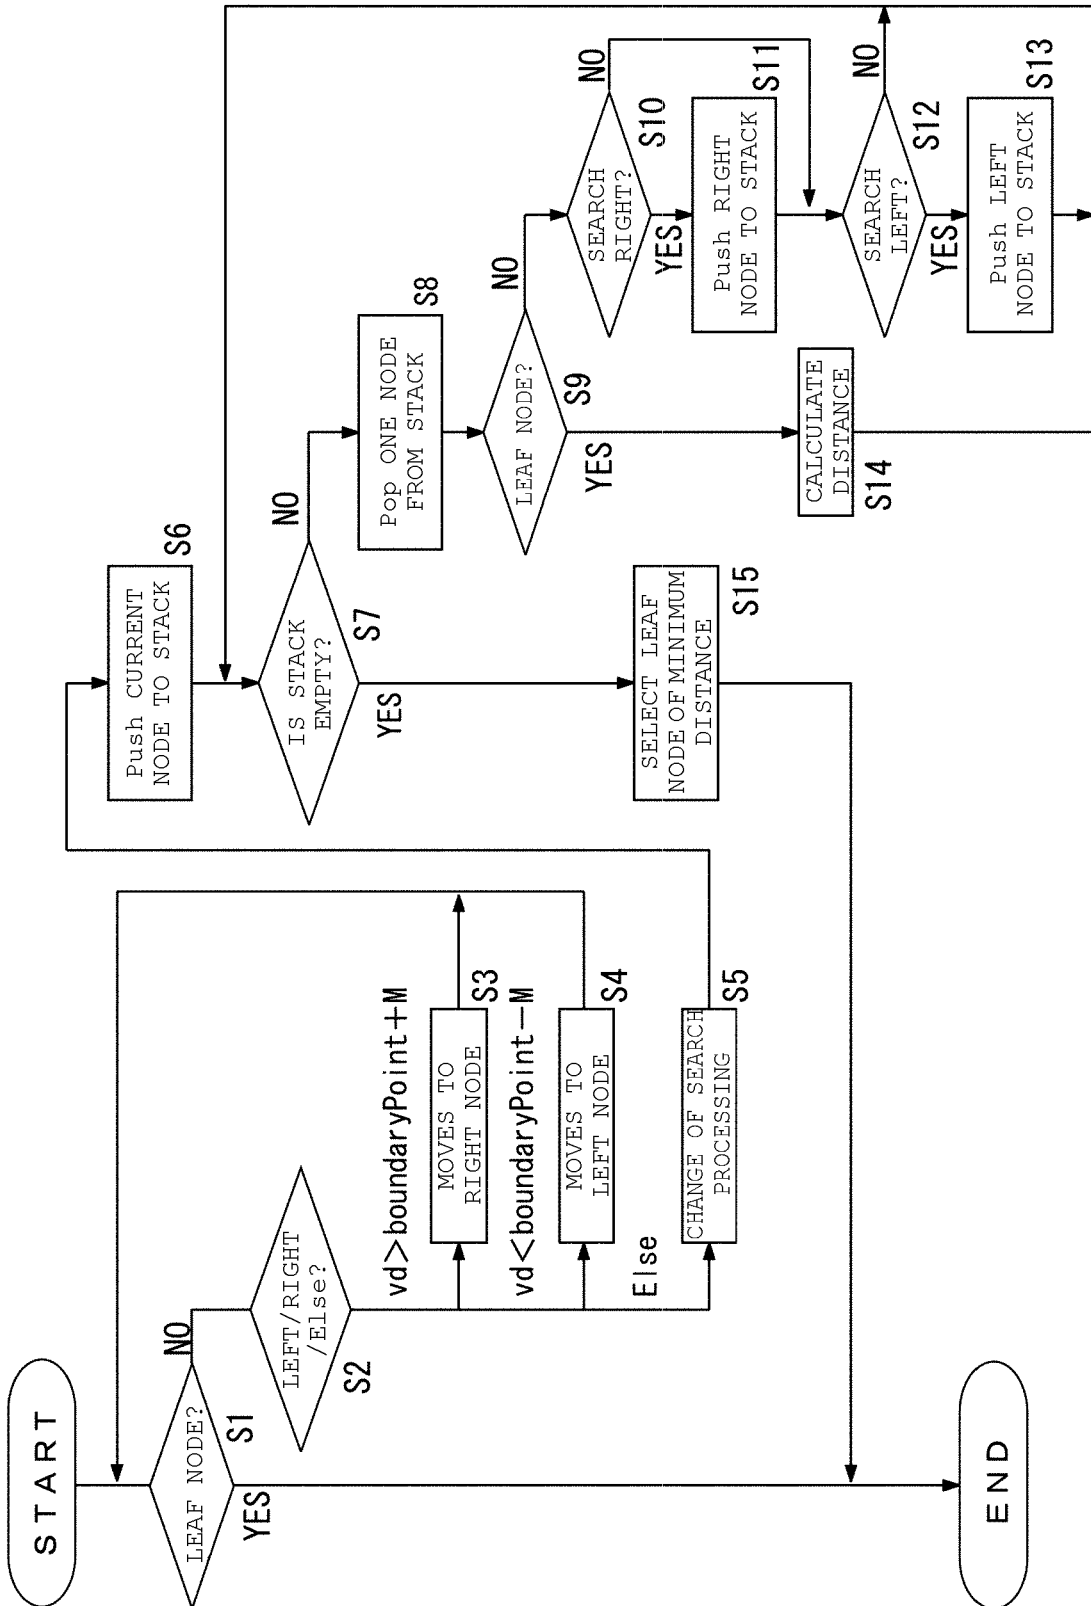 START
LEAF NODE?
S1
YES
NO
LEFT/RIGHT
/Else?
S2
vd>boundaryPoint+M
MOVES TO
RIGHT NODE
S3
vd<boundaryPoint-M
MOVES TO
LEFT NODE
S4
Else
CHANGE OF SEARCH
PROCESSING
S5
Push CURRENT
NODE TO STACK
S6
IS STACK
EMPTY?
S7
YES
NO
SELECT LEAF
NODE OF MINIMUM
DISTANCE
S15
Pop ONE NODE
FROM STACK
S8
LEAF NODE?
S9
YES
NO
CALCULATE
DISTANCE
S14
SEARCH
RIGHT?
S10
YES
NO
Push RIGHT
NODE TO STACK
S11
SEARCH
LEFT?
S12
YES
NO
Push LEFT
NODE TO STACK
S13
END